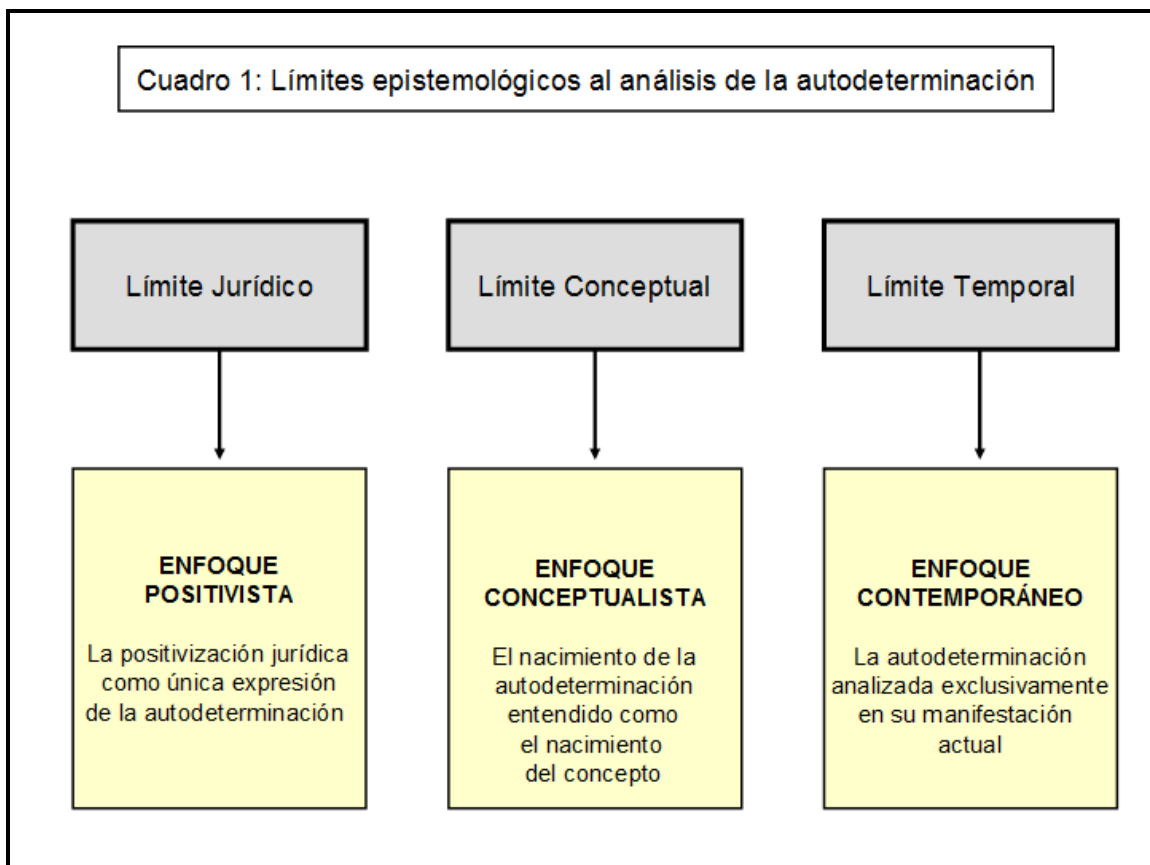 Cuadro 1: Límites epistemológicos al análisis de la autodeterminación
Límite Jurídico
Límite Conceptual
Límite Temporal
ENFOQUE
POSITIVISTA
La positivización jurídica
como única expresión
de la autodeterminación
ENFOQUE
CONCEPTUALISTA
El nacimiento de la
autodeterminación
entendido como
el nacimiento
del concepto
ENFOQUE
CONTEMPORÁNEO
La autodeterminación
analizada exclusivamente
en su manifestación
actual